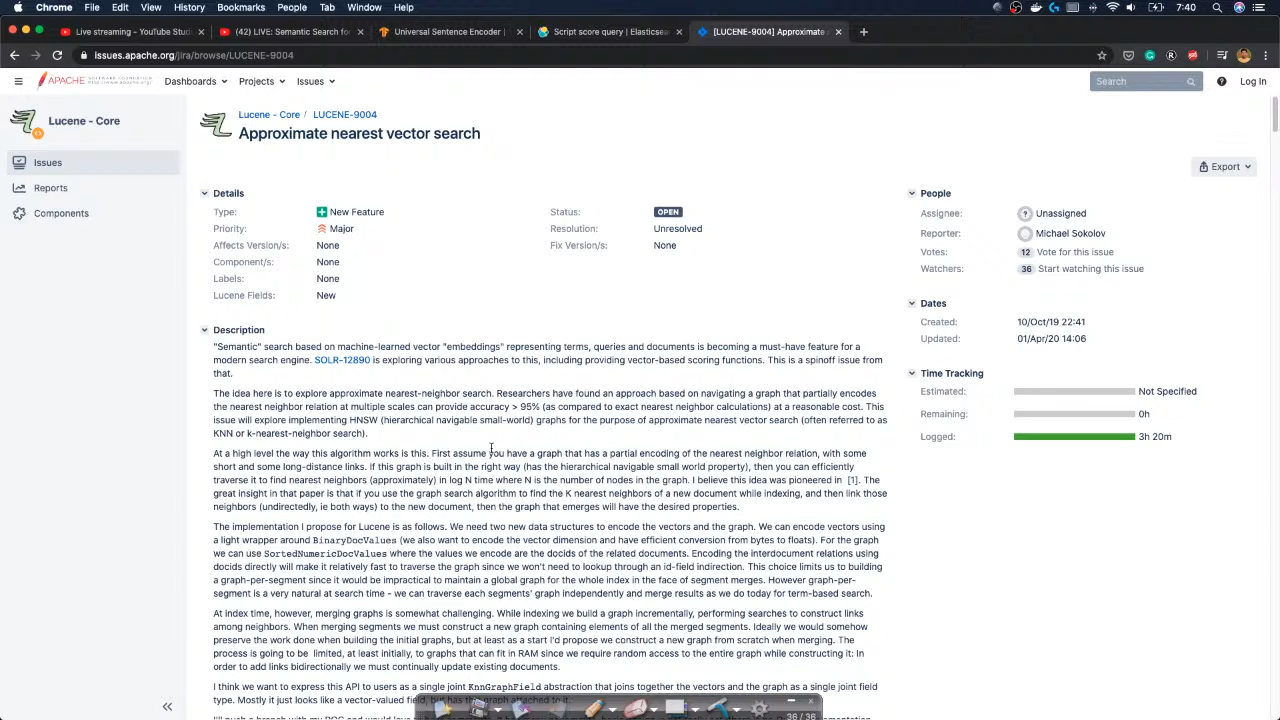 Chrome File Edit View History Bookmarks People Tab Window Help 7:40
Live streaming - YouTube Stud
(42) LIVE: Semantic Search for
Universal Sentence Encoder |
Script score query | Elasticsea
[LUCENE-9004] Approximate
issues.apache.org/jira/browse/LUCENE-9004
APACHE Dashboards Projects Issues Search Log In
Lucene - Core
Issues
Reports
Components
Lucene - Core / LUCENE-9004
Approximate nearest vector search
Export
Details
Type: New Feature Status: OPEN
Priority: Major Resolution: Unresolved
Affects Version/s: None Fix Version/s: None
Component/s: None
Labels: None
Lucene Fields: New
People
Assignee: Unassigned
Reporter: Michael Sokolov
Votes: 12 Vote for this issue
Watchers: 36 Start watching this issue
Dates
Created: 10/Oct/19 22:41
Updated: 01/Apr/20 14:06
Time Tracking
Estimated: Not Specified
Remaining: 0h
Logged: 3h 20m
Description
"Semantic" search based on machine-learned vector "embeddings" representing terms, queries and documents is becoming a must-have feature for a
modern search engine. SOLR-12890 is exploring various approaches to this, including providing vector-based scoring functions. This is a spinoff issue from
that.
The idea here is to explore approximate nearest-neighbor search. Researchers have found an approach based on navigating a graph that partially encodes
the nearest neighbor relation at multiple scales can provide accuracy > 95% (as compared to exact nearest neighbor calculations) at a reasonable cost. This
issue will explore implementing HNSW (hierarchical navigable small-world) graphs for the purpose of approximate nearest vector search (often referred to as
KNN or k-nearest-neighbor search).
At a high level the way this algorithm works is this. First assume you have a graph that has a partial encoding of the nearest neighbor relation, with some
short and some long-distance links. If this graph is built in the right way (has the hierarchical navigable small world property), then you can efficiently
traverse it to find nearest neighbors (approximately) in log N time where N is the number of nodes in the graph. I believe this idea was pioneered in [1]. The
great insight in that paper is that if you use the graph search algorithm to find the K nearest neighbors of a new document while indexing, and then link those
neighbors (undirectedly, ie both ways) to the new document, then the graph that emerges will have the desired properties.
The implementation I propose for Lucene is as follows. We need two new data structures to encode the vectors and the graph. We can encode vectors using
a light wrapper around BinaryDocValues (we also want to encode the vector dimension and have efficient conversion from bytes to floats). For the graph
we can use SortedNumericDocValues where the values we encode are the docids of the related documents. Encoding the interdocument relations using
docids directly will make it relatively fast to traverse the graph since we won't need to lookup through an id-field indirection. This choice limits us to building
a graph-per-segment since it would be impractical to maintain a global graph for the whole index in the face of segment merges. However graph-per-
segment is a very natural at search time - we can traverse each segments' graph independently and merge results as we do today for term-based search.
At index time, however, merging graphs is somewhat challenging. While indexing we build a graph incrementally, performing searches to construct links
among neighbors. When merging segments we must construct a new graph containing elements of all the merged segments. Ideally we would somehow
preserve the work done when building the initial graphs, but at least as a start I'd propose we construct a new graph from scratch when merging. The
process is going to be limited, at least initially, to graphs that can fit in RAM since we require random access to the entire graph while constructing it: In
order to add links bidirectionally we must continually update existing documents.
I think we want to express this API to users as a single joint KnnGraphField abstraction that joins together the vectors and the graph as a single joint field
type. Mostly it just looks like a vector-valued field, but has the graph attached to it.
36 / 36